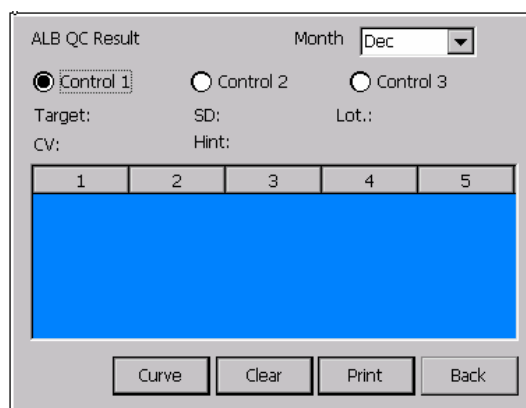 ALB QC Result Month Dec
Control 1 Control 2 Control 3
Target: SD: Lot.:
CV: Hint:
1 2 3 4 5
Curve Clear Print Back